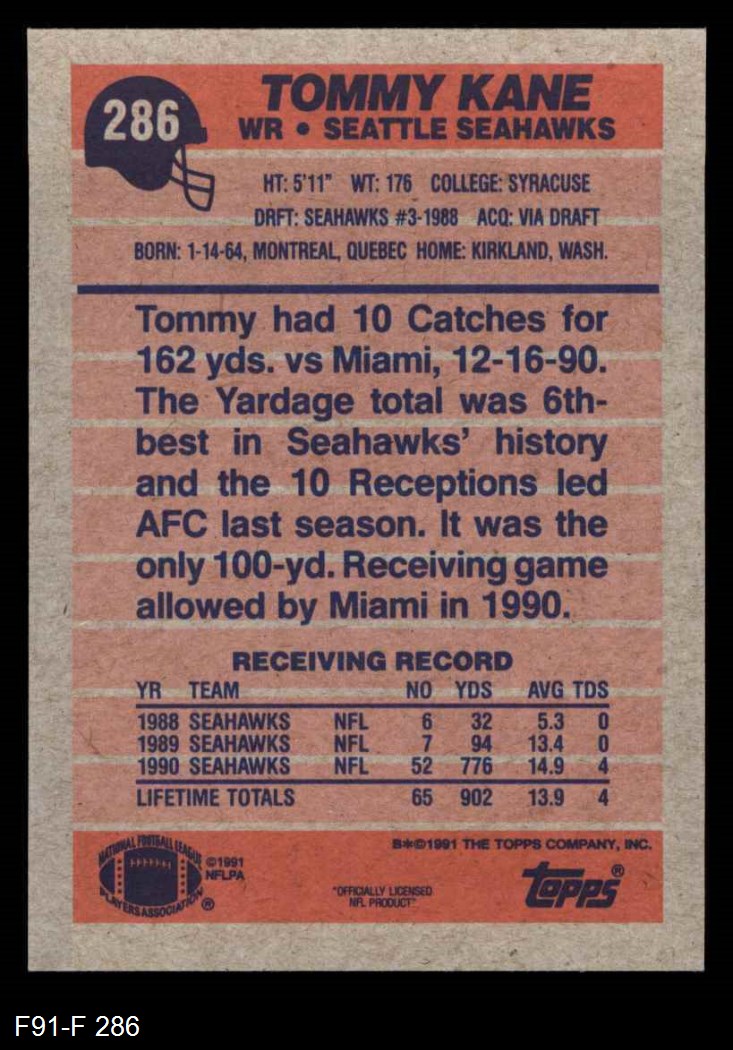 286
TOMMY KANE
WR • SEATTLE SEAHAWKS
HT: 5'11" WT: 176 COLLEGE: SYRACUSE
DRFT: SEAHAWKS #3-1988 ACQ: VIA DRAFT
BORN: 1-14-64, MONTREAL, QUEBEC HOME: KIRKLAND, WASH.
Tommy had 10 Catches for
162 yds. vs Miami, 12-16-90.
The Yardage total was 6th-
best in Seahawks' history
and the 10 Receptions led
AFC last season. It was the
only 100-yd. Receiving game
allowed by Miami in 1990.
RECEIVING RECORD
YR TEAM NO YDS AVG TDS
1988 SEAHAWKS NFL 6 32 5.3 0
1989 SEAHAWKS NFL 7 94 13.4 0
1990 SEAHAWKS NFL 52 776 14.9 4
LIFETIME TOTALS 65 902 13.9 4
B*©1991 THE TOPPS COMPANY, INC.
NATIONAL FOOTBALL LEAGUE
PLAYERS ASSOCIATION ®
©1991
NFLPA
"OFFICIALLY LICENSED
NFL PRODUCT"
topps®
F91-F 286